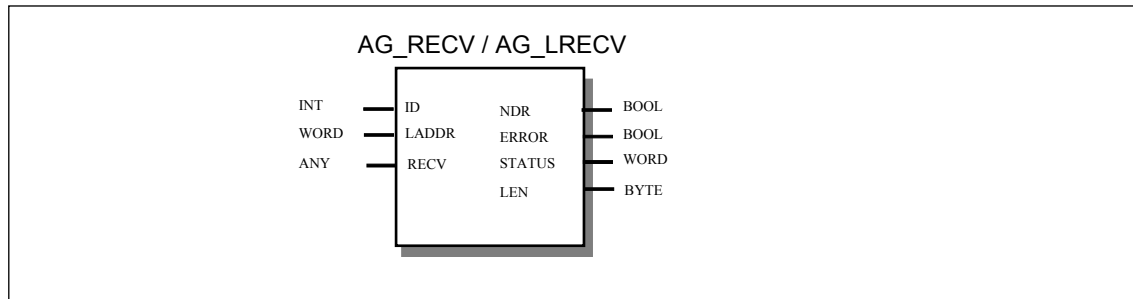 AG_RECV / AG_LRECV
INT ID NDR BOOL
WORD LADDR ERROR BOOL
ANY RECV STATUS WORD
LEN BYTE